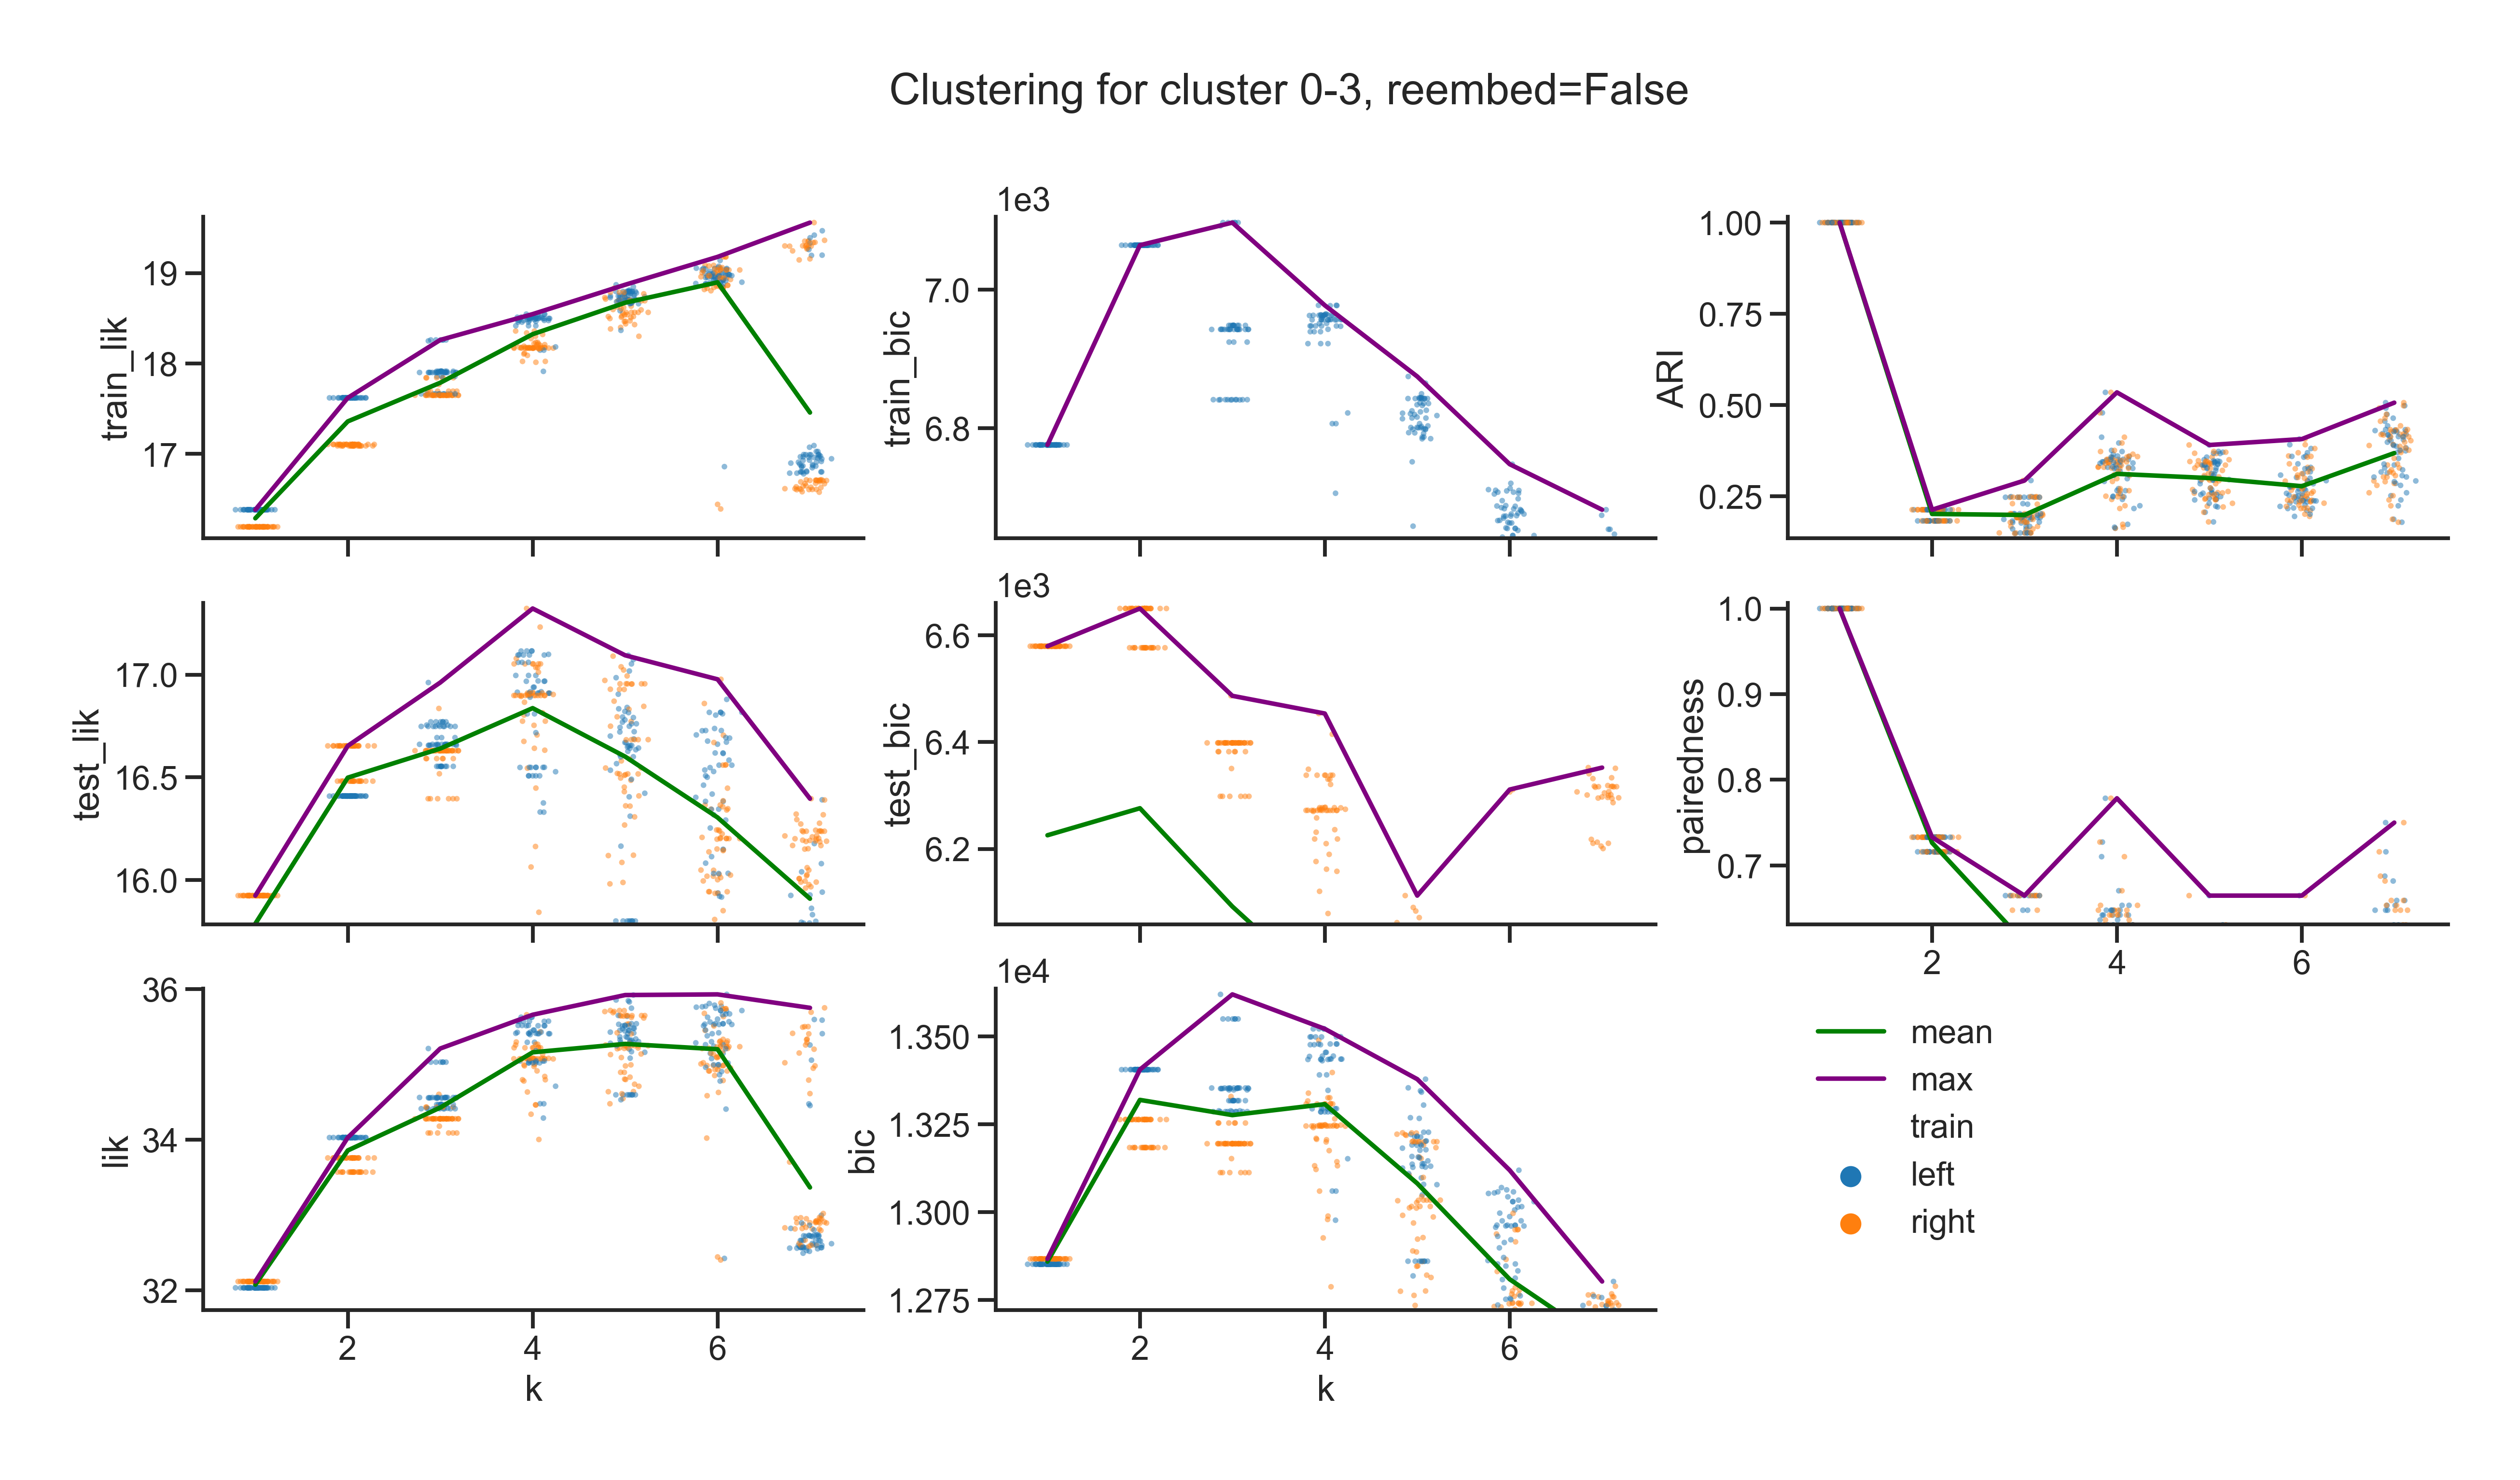 Clustering for cluster 0-3, reembed=False
train_lik
19
18
17
1e3
train_bic
7.0
6.8
ARI
1.00
0.75
0.50
0.25
test_lik
17.0
16.5
16.0
1e3
test_bic
6.6
6.4
6.2
pairedness
1.0
0.9
0.8
0.7
2
4
6
lik
36
34
32
2
4
6
k
1e4
bic
1.350
1.325
1.300
1.275
2
4
6
k
mean
max
train
left
right